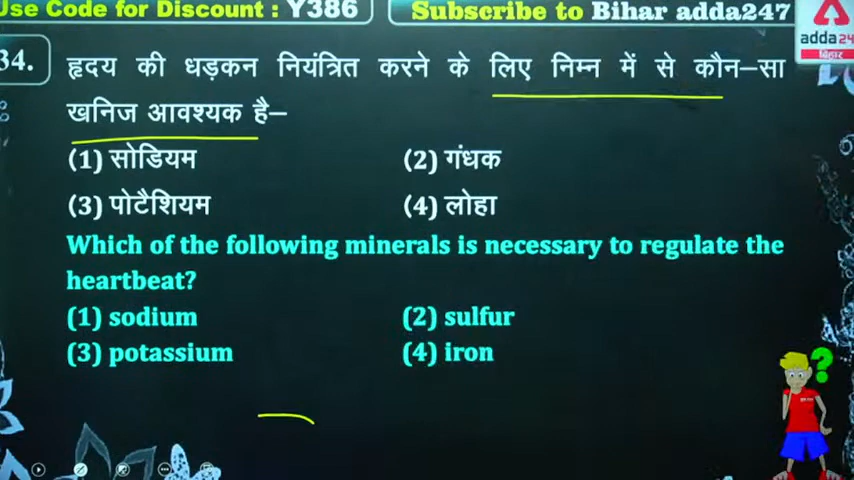 Use Code for Discount : Y386
Subscribe to Bihar adda247
adda24
बिहार
34.
हृदय की धड़कन नियंत्रित करने के लिए निम्न में से कौन–सा
खनिज आवश्यक है–
(1) सोडियम
(2) गंधक
(3) पोटैशियम
(4) लोहा
Which of the following minerals is necessary to regulate the
heartbeat?
(1) sodium
(2) sulfur
(3) potassium
(4) iron